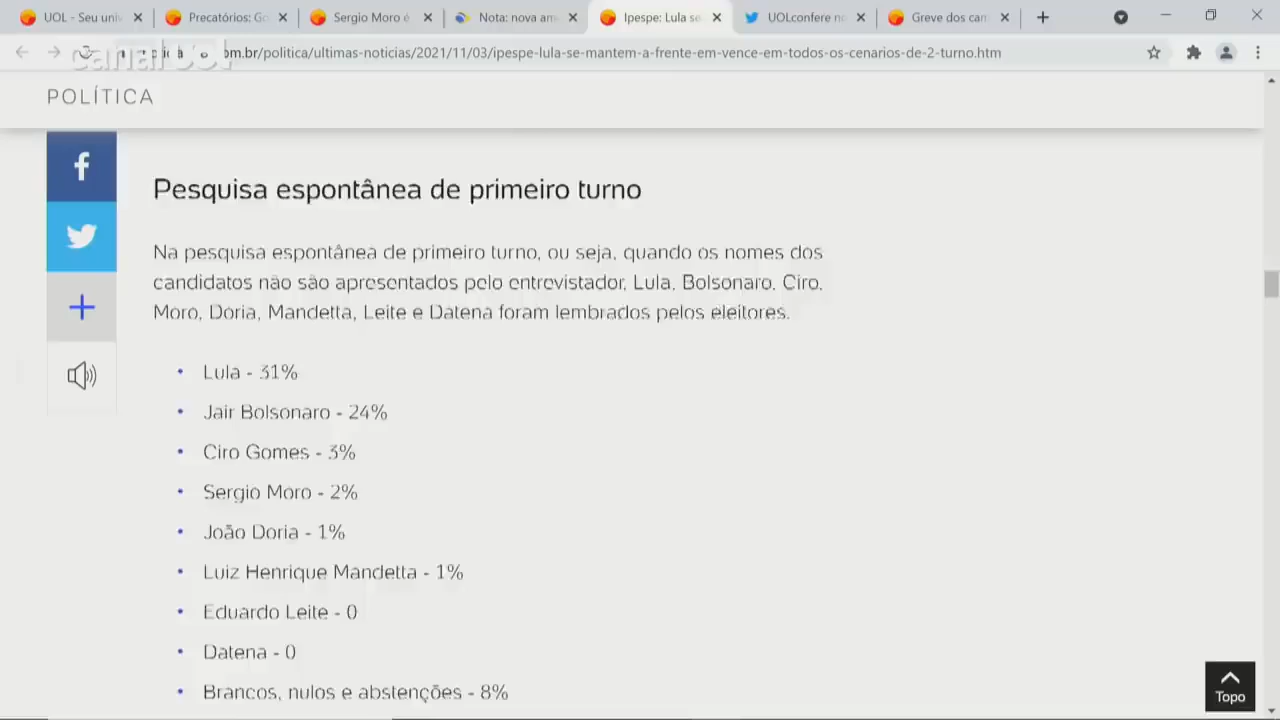 UOL - Seu univ
Precatórios: Go
Sergio Moro é
Nota: nova am
Ipespe: Lula se
UOLconfere no
Greve dos cam
canal UOL
om.br/politica/ultimas-noticias/2021/11/03/ipespe-lula-se-mantem-a-frente-em-vence-em-todos-os-cenarios-de-2-turno.htm
POLÍTICA
Pesquisa espontânea de primeiro turno
Na pesquisa espontânea de primeiro turno, ou seja, quando os nomes dos
candidatos não são apresentados pelo entrevistador, Lula, Bolsonaro, Ciro,
Moro, Doria, Mandetta, Leite e Datena foram lembrados pelos eleitores.
• Lula - 31%
• Jair Bolsonaro - 24%
• Ciro Gomes - 3%
• Sergio Moro - 2%
• João Doria - 1%
• Luiz Henrique Mandetta - 1%
• Eduardo Leite - 0
• Datena - 0
• Brancos, nulos e abstenções - 8%
Topo